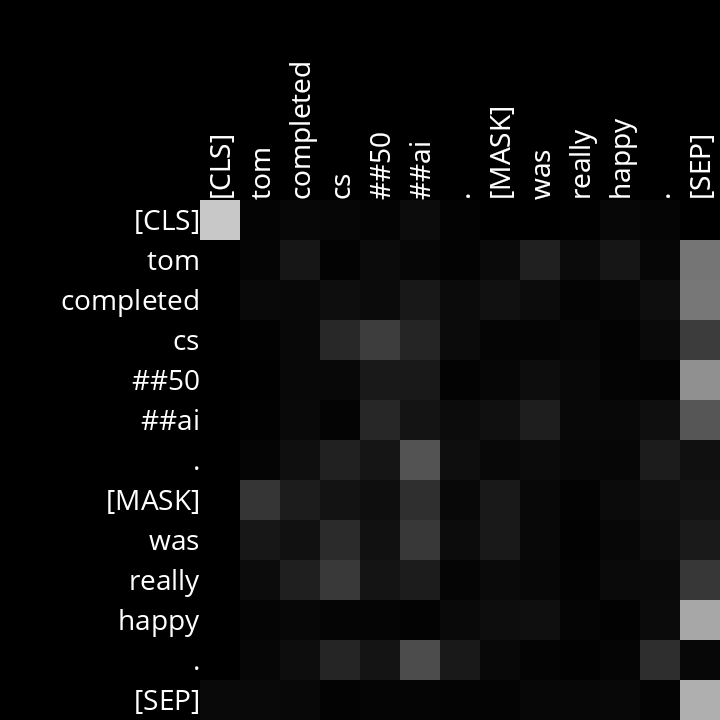 [CLS] tom completed cs ##50 ##ai . [MASK] was really happy . [SEP]
[CLS]
tom
completed
cs
##50
##ai
.
[MASK]
was
really
happy
.
[SEP]